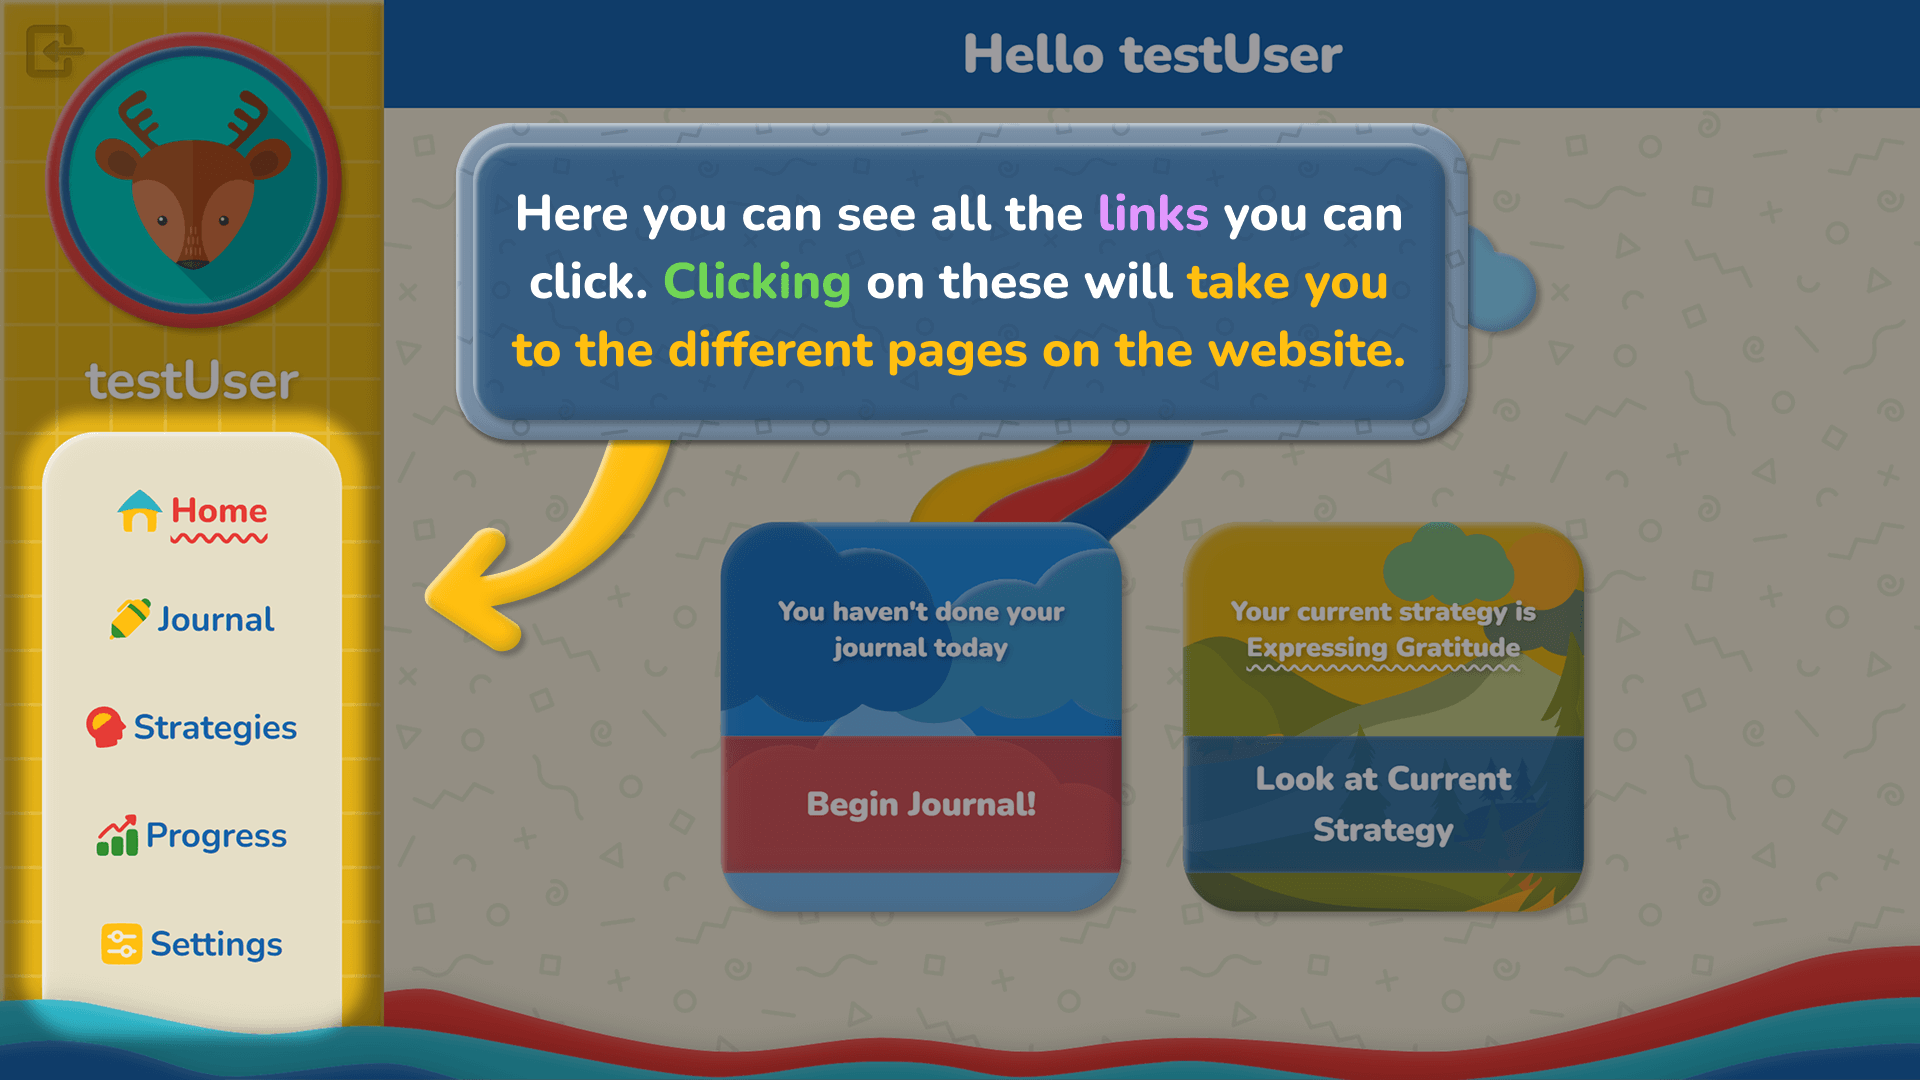 Hello testUser
testUser
Home
Journal
Strategies
Progress
Settings
Here you can see all the links you can
click. Clicking on these will take you
to the different pages on the website.
You haven't done your
journal today
Begin Journal!
Your current strategy is
Expressing Gratitude
Look at Current
Strategy